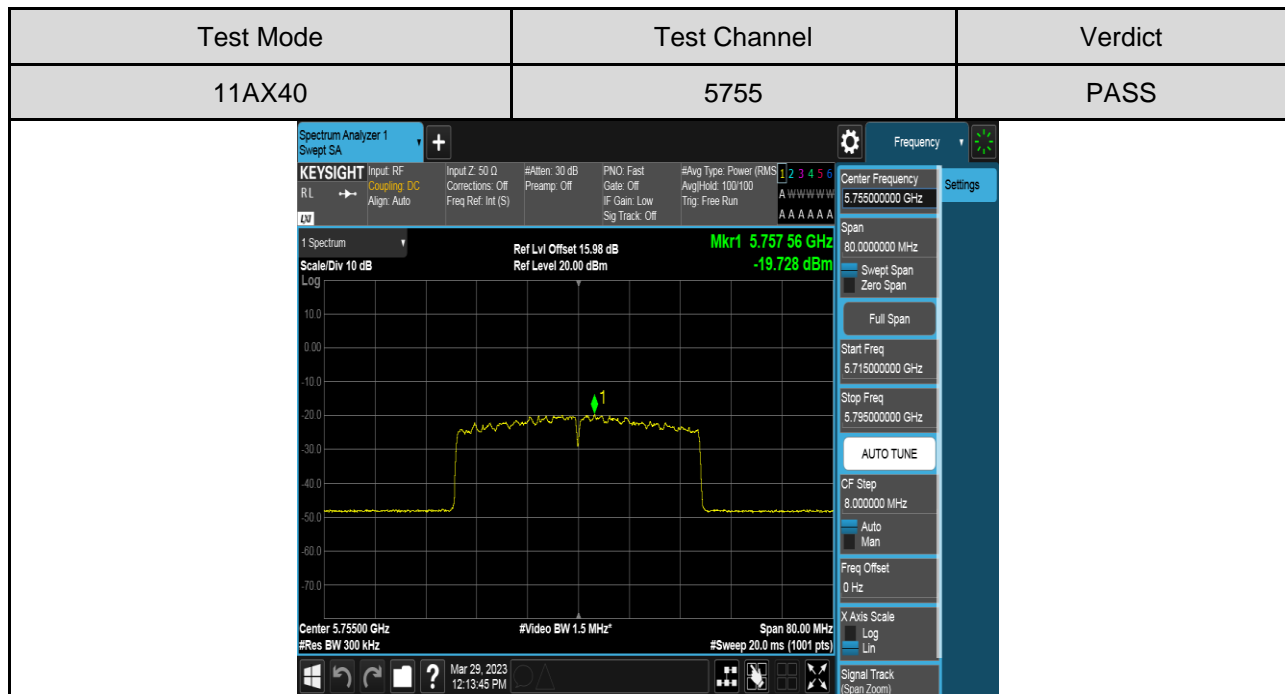 Test Mode Test Channel Verdict
11AX40 5755 PASS
Spectrum Analyzer 1
Swept SA
+
Frequency
KEYSIGHT Input: RF Input Z: 50 Ω #Atten: 30 dB PNO: Fast #Avg Type: Power (RMS 1 2 3 4 5 6
RL Coupling: DC Corrections: Off Preamp: Off Gate: Off Avg|Hold: 100/100 A W W W W W
Align: Auto Freq Ref: Int (S) IF Gain: Low Trig: Free Run
LXI Sig Track: Off A A A A A A
1 Spectrum Ref Lvl Offset 15.98 dB Mkr1 5.757 56 GHz
Scale/Div 10 dB Ref Level 20.00 dBm -19.728 dBm
Log
10.0
0.00
-10.0
1
-20.0
-30.0
-40.0
-50.0
-60.0
-70.0
Center 5.75500 GHz #Video BW 1.5 MHz* Span 80.00 MHz
#Res BW 300 kHz #Sweep 20.0 ms (1001 pts)
? Mar 29, 2023
12:13:45 PM
Center Frequency
5.755000000 GHz
Settings
Span
80.0000000 MHz
Swept Span
Zero Span
Full Span
Start Freq
5.715000000 GHz
Stop Freq
5.795000000 GHz
AUTO TUNE
CF Step
8.000000 MHz
Auto
Man
Freq Offset
0 Hz
X Axis Scale
Log
Lin
Signal Track
(Span Zoom)